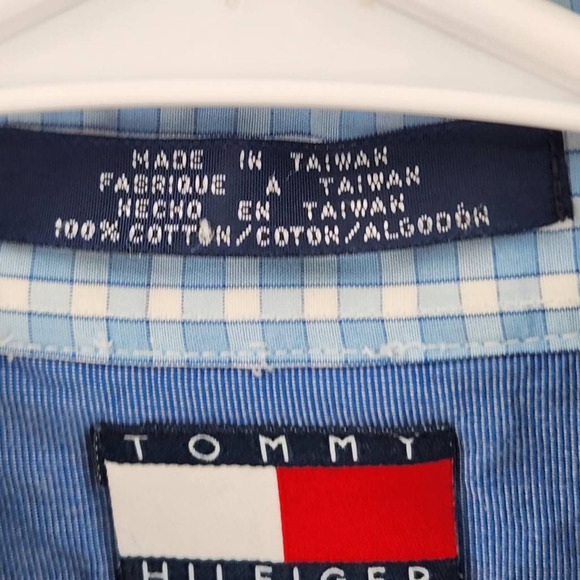 MADE IN TAIWAN
FABRIQUE A TAIWAN
HECHO EN TAIWAN
100% COTTON/COTON/ALGODÓN
TOMMY
HILFIGER